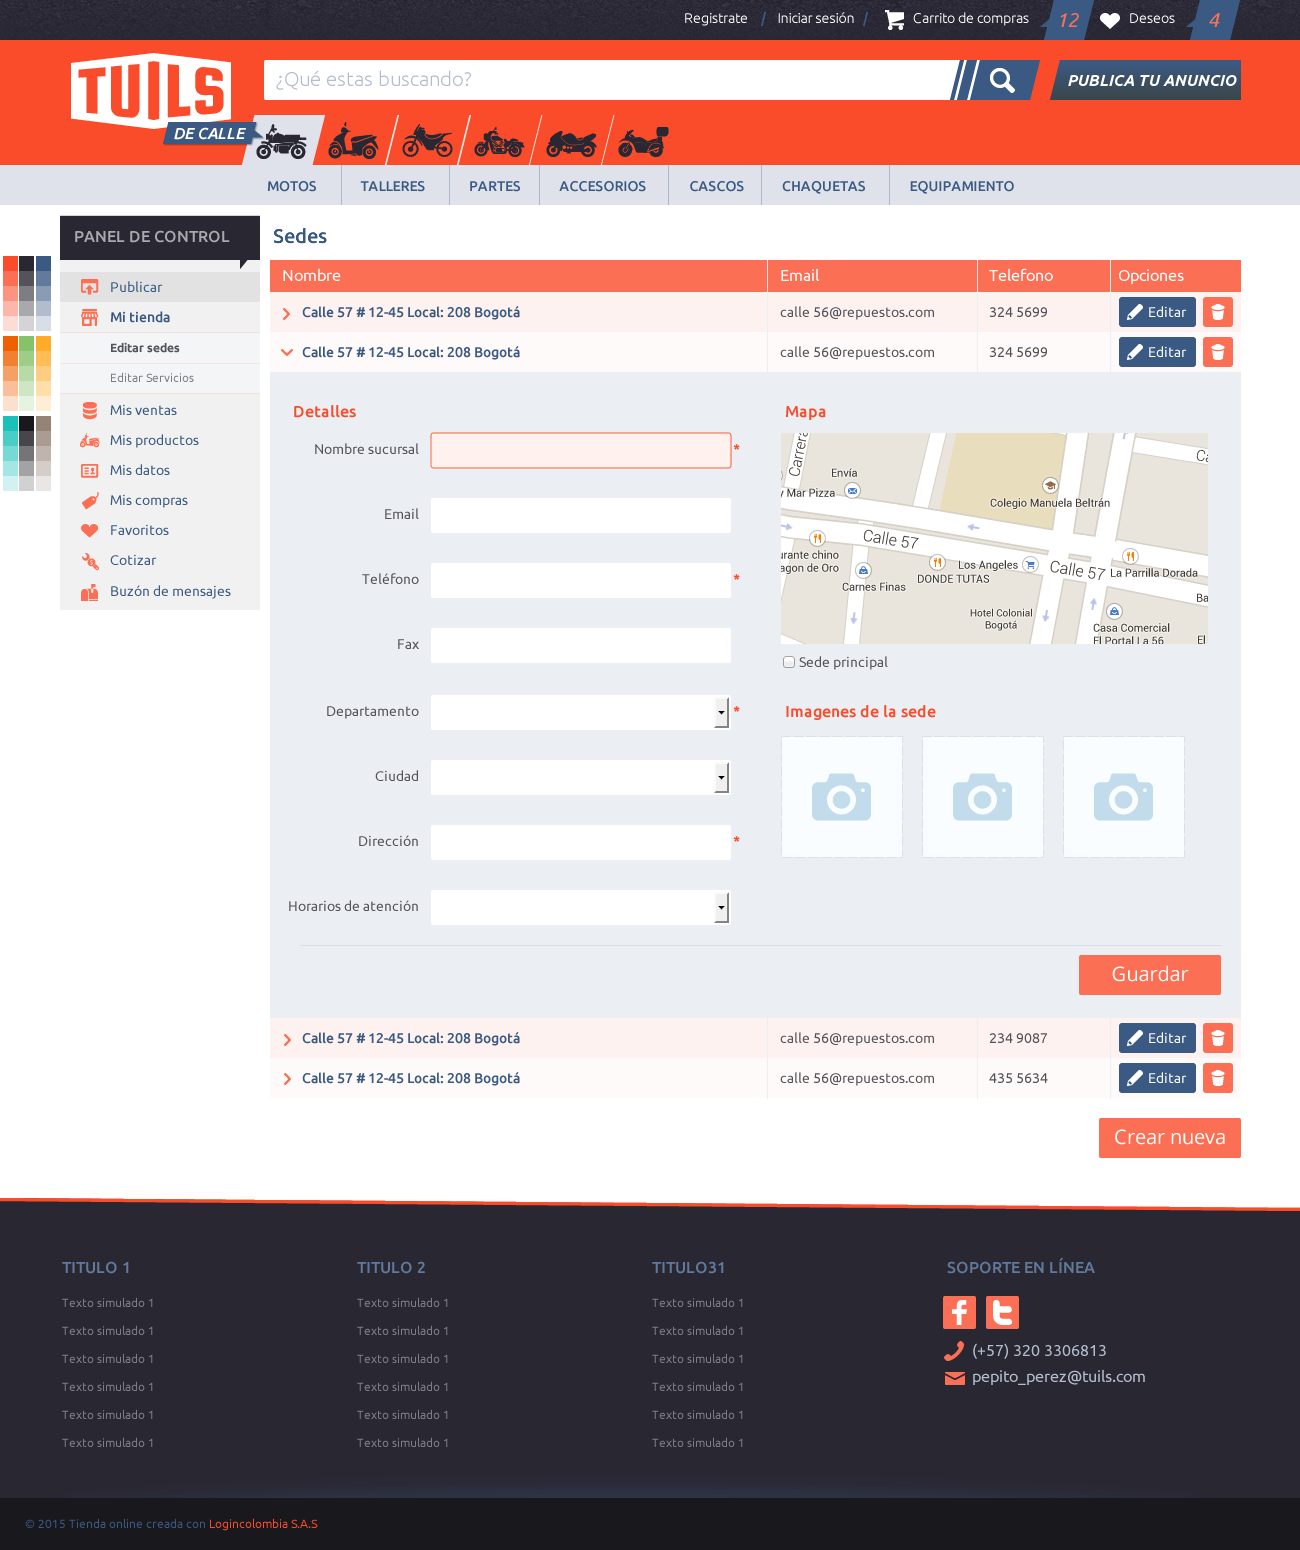 Registrate / Iniciar sesión / Carrito de compras 12 Deseos 4
TUILS
DE CALLE
¿Qué estas buscando?
PUBLICA TU ANUNCIO
MOTOS TALLERES PARTES ACCESORIOS CASCOS CHAQUETAS EQUIPAMIENTO
PANEL DE CONTROL
Publicar
Mi tienda
Editar sedes
Editar Servicios
Mis ventas
Mis productos
Mis datos
Mis compras
Favoritos
Cotizar
Buzón de mensajes
Sedes
Nombre Email Telefono Opciones
Calle 57 # 12-45 Local: 208 Bogotá calle 56@repuestos.com 324 5699 Editar
Calle 57 # 12-45 Local: 208 Bogotá calle 56@repuestos.com 324 5699 Editar
Detalles
Nombre sucursal *
Email
Teléfono *
Fax
Departamento *
Ciudad
Dirección *
Horarios de atención
Mapa
Carrera
Ca
Envía
y Mar Pizza
Colegio Manuela Beltrán
Calle 57
urante chino
agon de Oro
Los Angeles
DONDE TUTAS
Calle 57
La Parrilla Dorada
Carnes Finas
Ba
Hotel Colonial
Bogotá
Casa Comercial
El Portal La 56
El
Sede principal
Imagenes de la sede
Guardar
Calle 57 # 12-45 Local: 208 Bogotá calle 56@repuestos.com 234 9087 Editar
Calle 57 # 12-45 Local: 208 Bogotá calle 56@repuestos.com 435 5634 Editar
Crear nueva
TITULO 1
Texto simulado 1
Texto simulado 1
Texto simulado 1
Texto simulado 1
Texto simulado 1
Texto simulado 1
TITULO 2
Texto simulado 1
Texto simulado 1
Texto simulado 1
Texto simulado 1
Texto simulado 1
Texto simulado 1
TITULO31
Texto simulado 1
Texto simulado 1
Texto simulado 1
Texto simulado 1
Texto simulado 1
Texto simulado 1
SOPORTE EN LÍNEA
(+57) 320 3306813
pepito_perez@tuils.com
© 2015 Tienda online creada con Logincolombia S.A.S